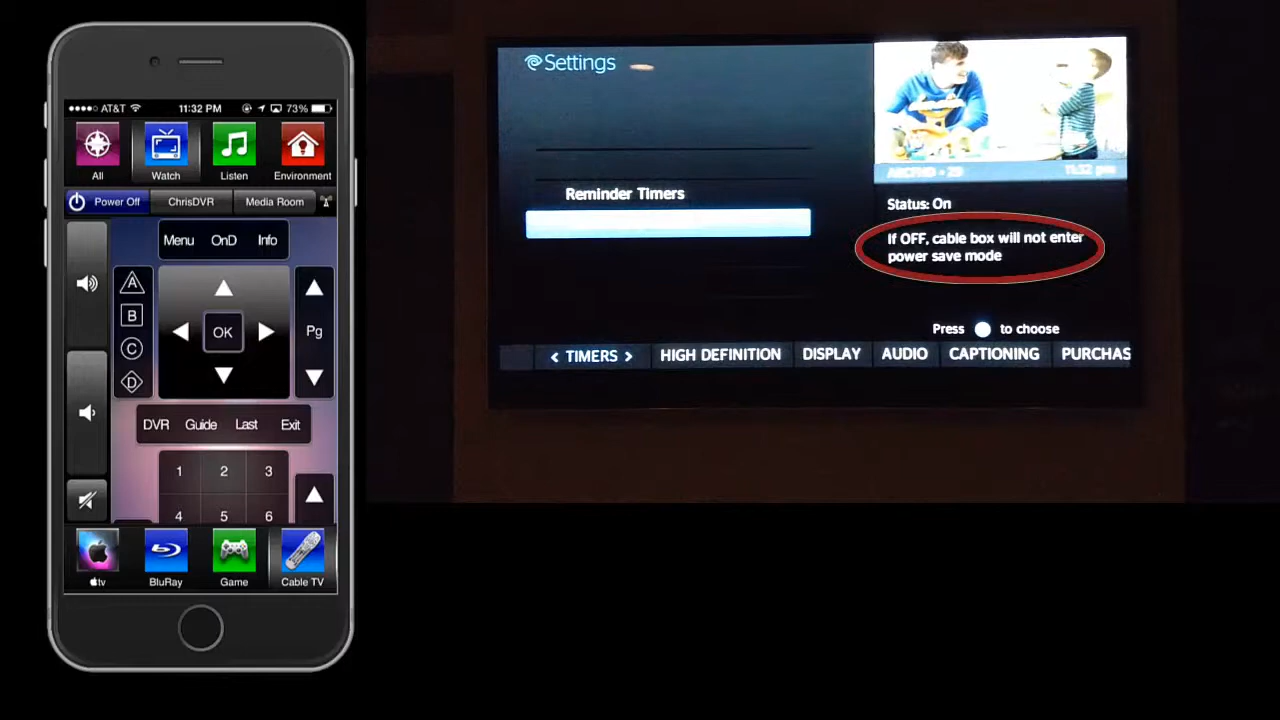 AT&T
11:32 PM
73%
All
Watch
Listen
Environment
Power Off
ChrisDVR
Media Room
Menu
OnD
Info
A
B
C
D
OK
Pg
DVR
Guide
Last
Exit
1
2
3
4
5
6
tv
BluRay
Game
Cable TV
Settings
Reminder Timers
11:32 pm
Status: On
If OFF, cable box will not enter
power save mode
Press
to choose
< TIMERS >
HIGH DEFINITION
DISPLAY
AUDIO
CAPTIONING
PURCHAS